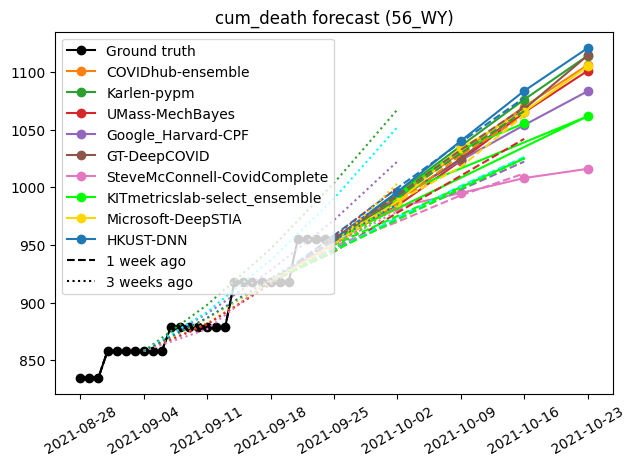 cum_death forecast (56_WY)
Ground truth
COVIDhub-ensemble
Karlen-pypm
UMass-MechBayes
Google_Harvard-CPF
GT-DeepCOVID
SteveMcConnell-CovidComplete
KITmetricslab-select_ensemble
Microsoft-DeepSTIA
HKUST-DNN
1 week ago
3 weeks ago
1100
1050
1000
950
900
850
2021-08-28
2021-09-04
2021-09-11
2021-09-18
2021-09-25
2021-10-02
2021-10-09
2021-10-16
2021-10-23